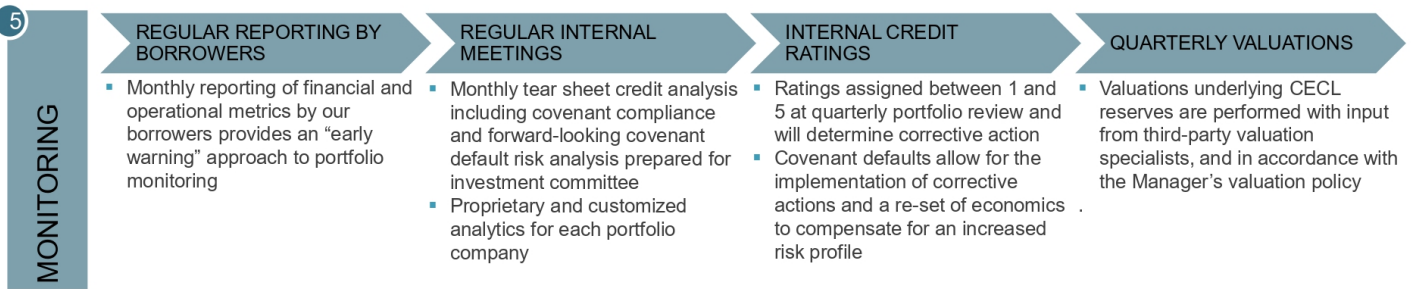 5
MONITORING
REGULAR REPORTING BY
BORROWERS
▪ Monthly reporting of financial and
operational metrics by our
borrowers provides an “early
warning” approach to portfolio
monitoring
REGULAR INTERNAL
MEETINGS
▪ Monthly tear sheet credit analysis
including covenant compliance
and forward-looking covenant
default risk analysis prepared for
investment committee
▪ Proprietary and customized
analytics for each portfolio
company
INTERNAL CREDIT
RATINGS
▪ Ratings assigned between 1 and
5 at quarterly portfolio review and
will determine corrective action
▪ Covenant defaults allow for the
implementation of corrective
actions and a re-set of economics
to compensate for an increased
risk profile
QUARTERLY VALUATIONS
▪ Valuations underlying CECL
reserves are performed with input
from third-party valuation
specialists, and in accordance with
the Manager’s valuation policy
.